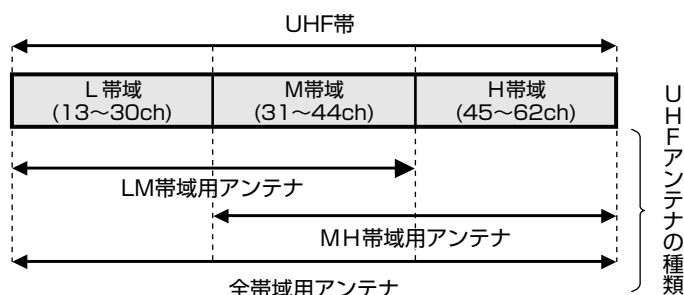 UHF帯
L帯域
(13～30ch)
M帯域
(31～44ch)
H帯域
(45～62ch)
LM帯域用アンテナ
MH帯域用アンテナ
全帯域用アンテナ
UHFアンテナの種類